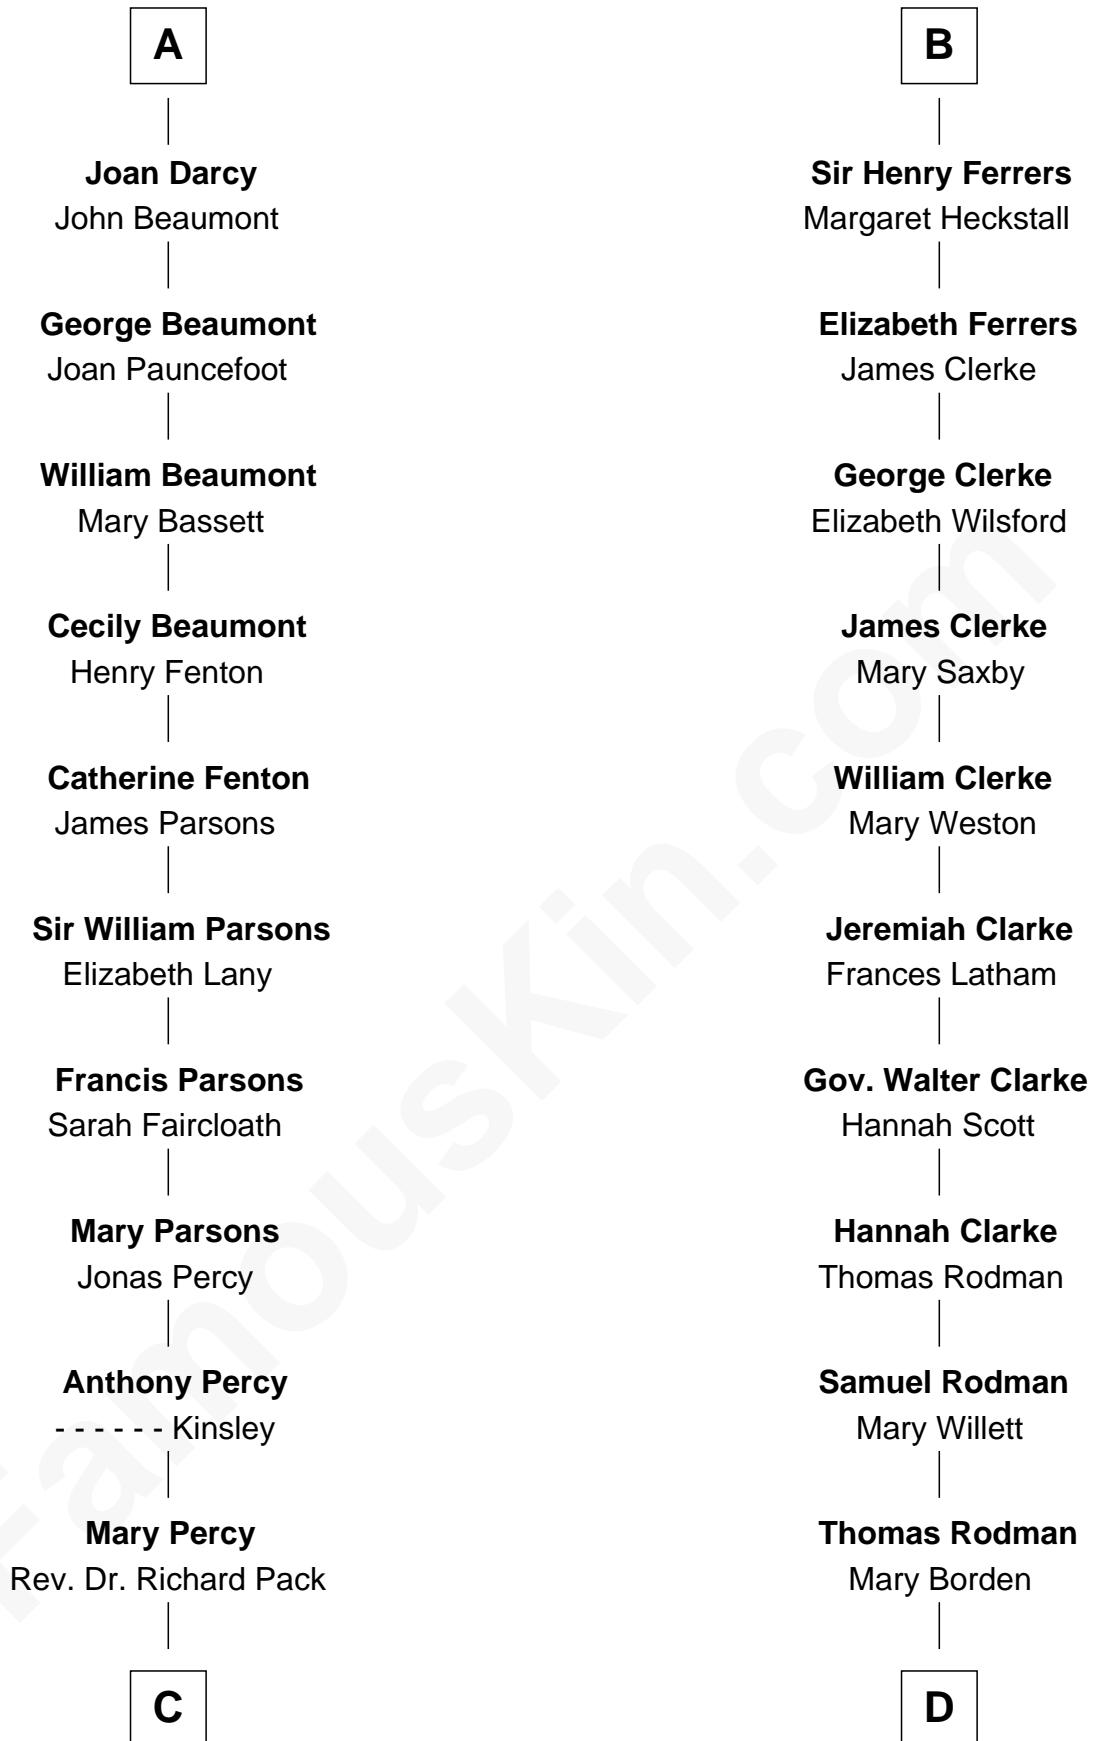 A
Joan Darcy
John Beaumont
George Beaumont
Joan Pauncefoot
William Beaumont
Mary Bassett
Cecily Beaumont
Henry Fenton
Catherine Fenton
James Parsons
Sir William Parsons
Elizabeth Lany
Francis Parsons
Sarah Faircloath
Mary Parsons
Jonas Percy
Anthony Percy
- - - - - - Kinsley
Mary Percy
Rev. Dr. Richard Pack
C
B
Sir Henry Ferrers
Margaret Heckstall
Elizabeth Ferrers
James Clerke
George Clerke
Elizabeth Wilsford
James Clerke
Mary Saxby
William Clerke
Mary Weston
Jeremiah Clarke
Frances Latham
Gov. Walter Clarke
Hannah Scott
Hannah Clarke
Thomas Rodman
Samuel Rodman
Mary Willett
Thomas Rodman
Mary Borden
D
FamousKin.com